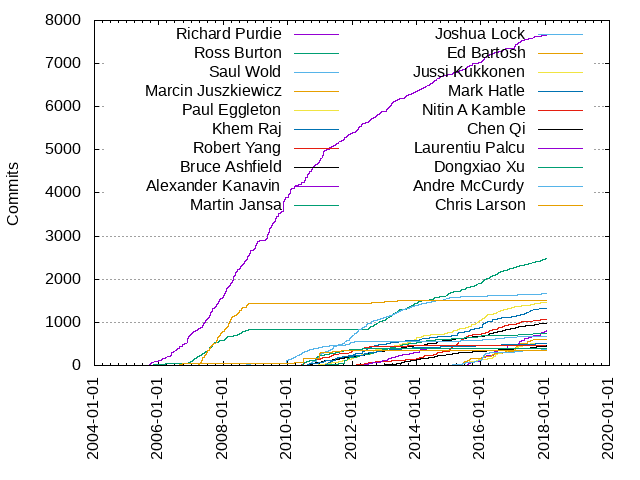 8000
7000
6000
5000
4000
3000
2000
1000
0
Commits
Richard Purdie
Ross Burton
Saul Wold
Marcin Juszkiewicz
Paul Eggleton
Khem Raj
Robert Yang
Bruce Ashfield
Alexander Kanavin
Martin Jansa
Joshua Lock
Ed Bartosh
Jussi Kukkonen
Mark Hatle
Nitin A Kamble
Chen Qi
Laurentiu Palcu
Dongxiao Xu
Andre McCurdy
Chris Larson
2004-01-01
2006-01-01
2008-01-01
2010-01-01
2012-01-01
2014-01-01
2016-01-01
2018-01-01
2020-01-01